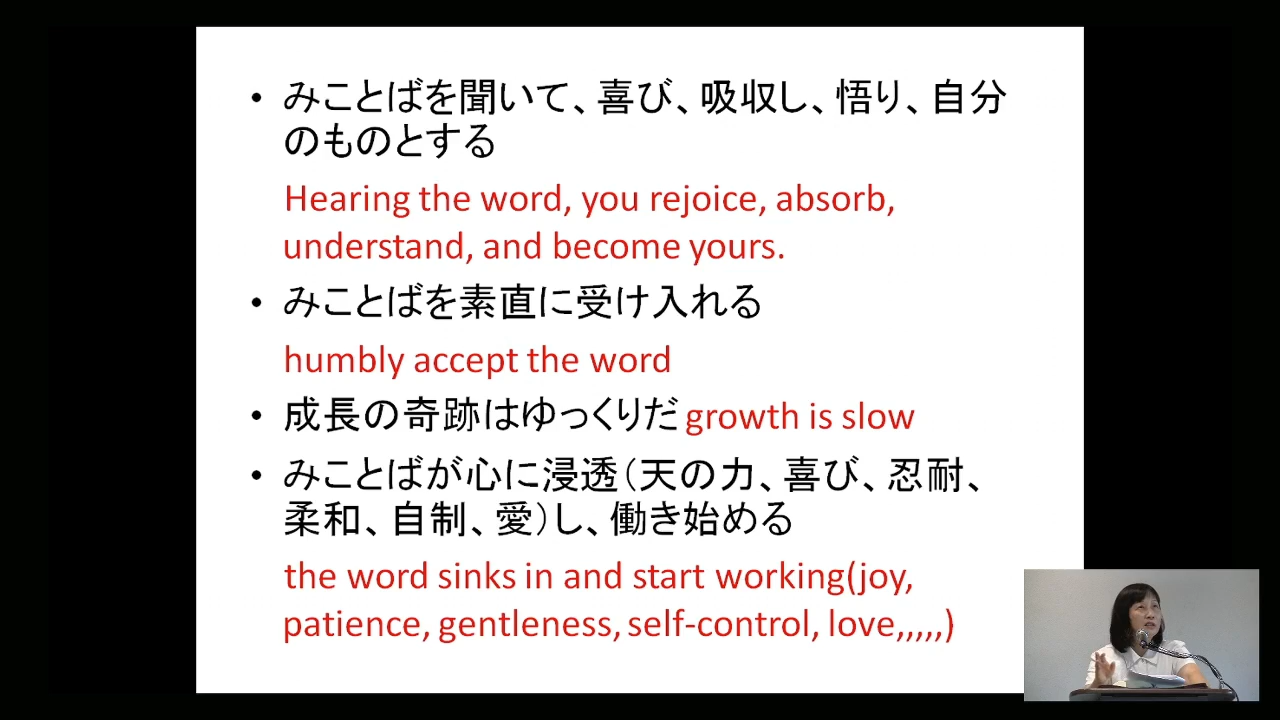 • みことばを聞いて、喜び、吸収し、悟り、自分
のものとする
Hearing the word, you rejoice, absorb,
understand, and become yours.
• みことばを素直に受け入れる
humbly accept the word
• 成長の奇跡はゆっくりだ growth is slow
• みことばが心に浸透(天の力、喜び、忍耐、
柔和、自制、愛)し、働き始める
the word sinks in and start working(joy,
patience, gentleness, self-control, love,,,,,)